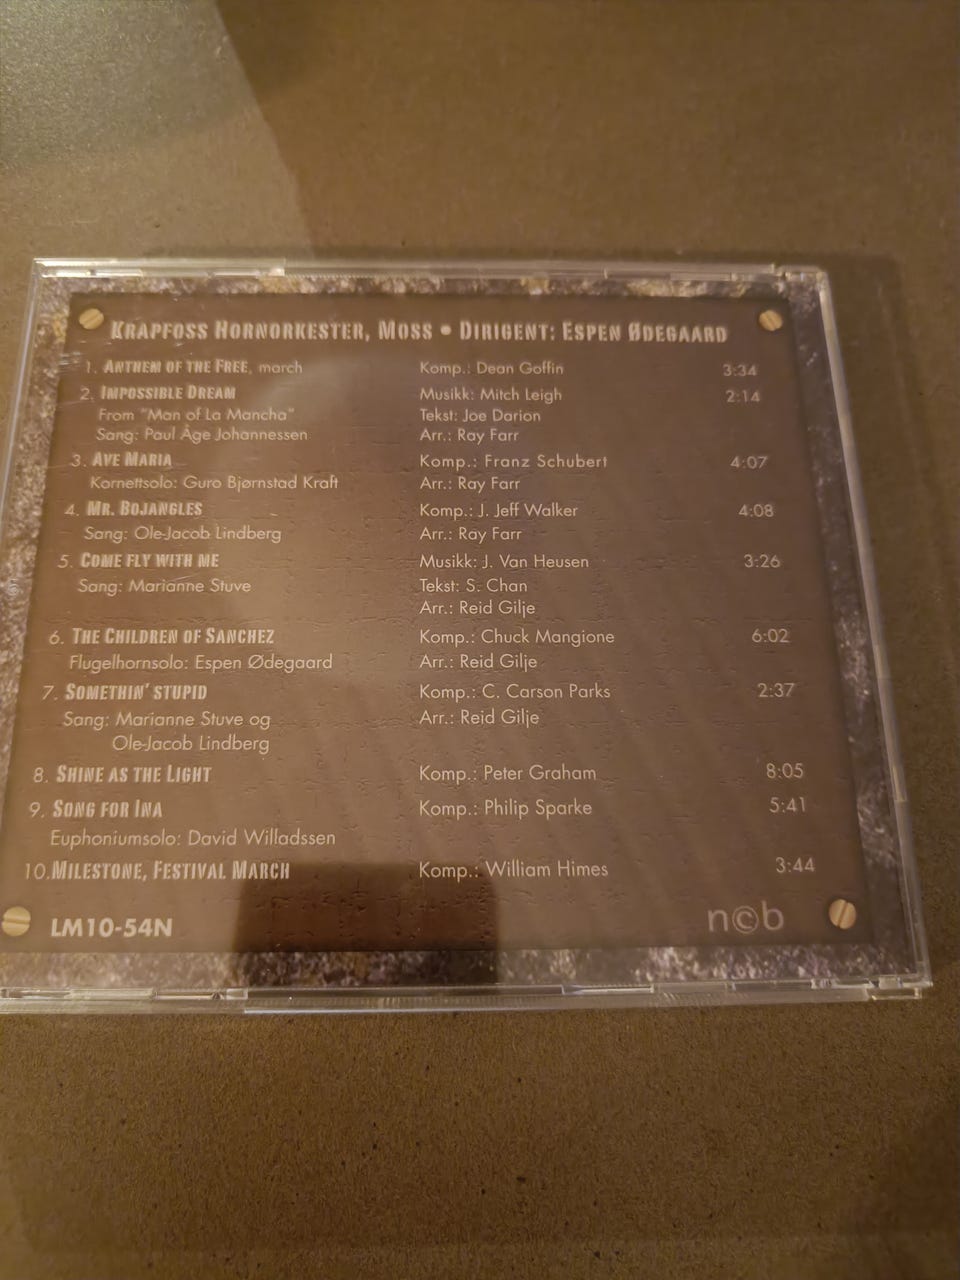 KRAPFOSS HORNORKESTER, MOSS • DIRIGENT: ESPEN ØDEGAARD
1. ANTHEM OF THE FREE, march Komp.: Dean Goffin 3:34
2. IMPOSSIBLE DREAM Musikk: Mitch Leigh 2:14
From "Man of La Mancha" Tekst: Joe Darion
Sang: Paul Åge Johannessen Arr.: Ray Farr
3. AVE MARIA Komp.: Franz Schubert 4:07
Kornettsolo: Guro Bjørnstad Kraft Arr.: Ray Farr
4. MR. BOJANGLES Komp.: J. Jeff Walker 4:08
Sang: Ole-Jacob Lindberg Arr.: Ray Farr
5. COME FLY WITH ME Musikk: J. Van Heusen 3:26
Sang: Marianne Stuve Tekst: S. Chan
Arr.: Reid Gilje
6. THE CHILDREN OF SANCHEZ Komp.: Chuck Mangione 6:02
Flugelhornsolo: Espen Ødegaard Arr.: Reid Gilje
7. SOMETHIN' STUPID Komp.: C. Carson Parks 2:37
Sang: Marianne Stuve og Arr.: Reid Gilje
Ole-Jacob Lindberg
8. SHINE AS THE LIGHT Komp.: Peter Graham 8:05
9. SONG FOR INA Komp.: Philip Sparke 5:41
Euphoniumsolo: David Willadssen
10. MILESTONE, FESTIVAL MARCH Komp.: William Himes 3:44
LM10-54N n©b